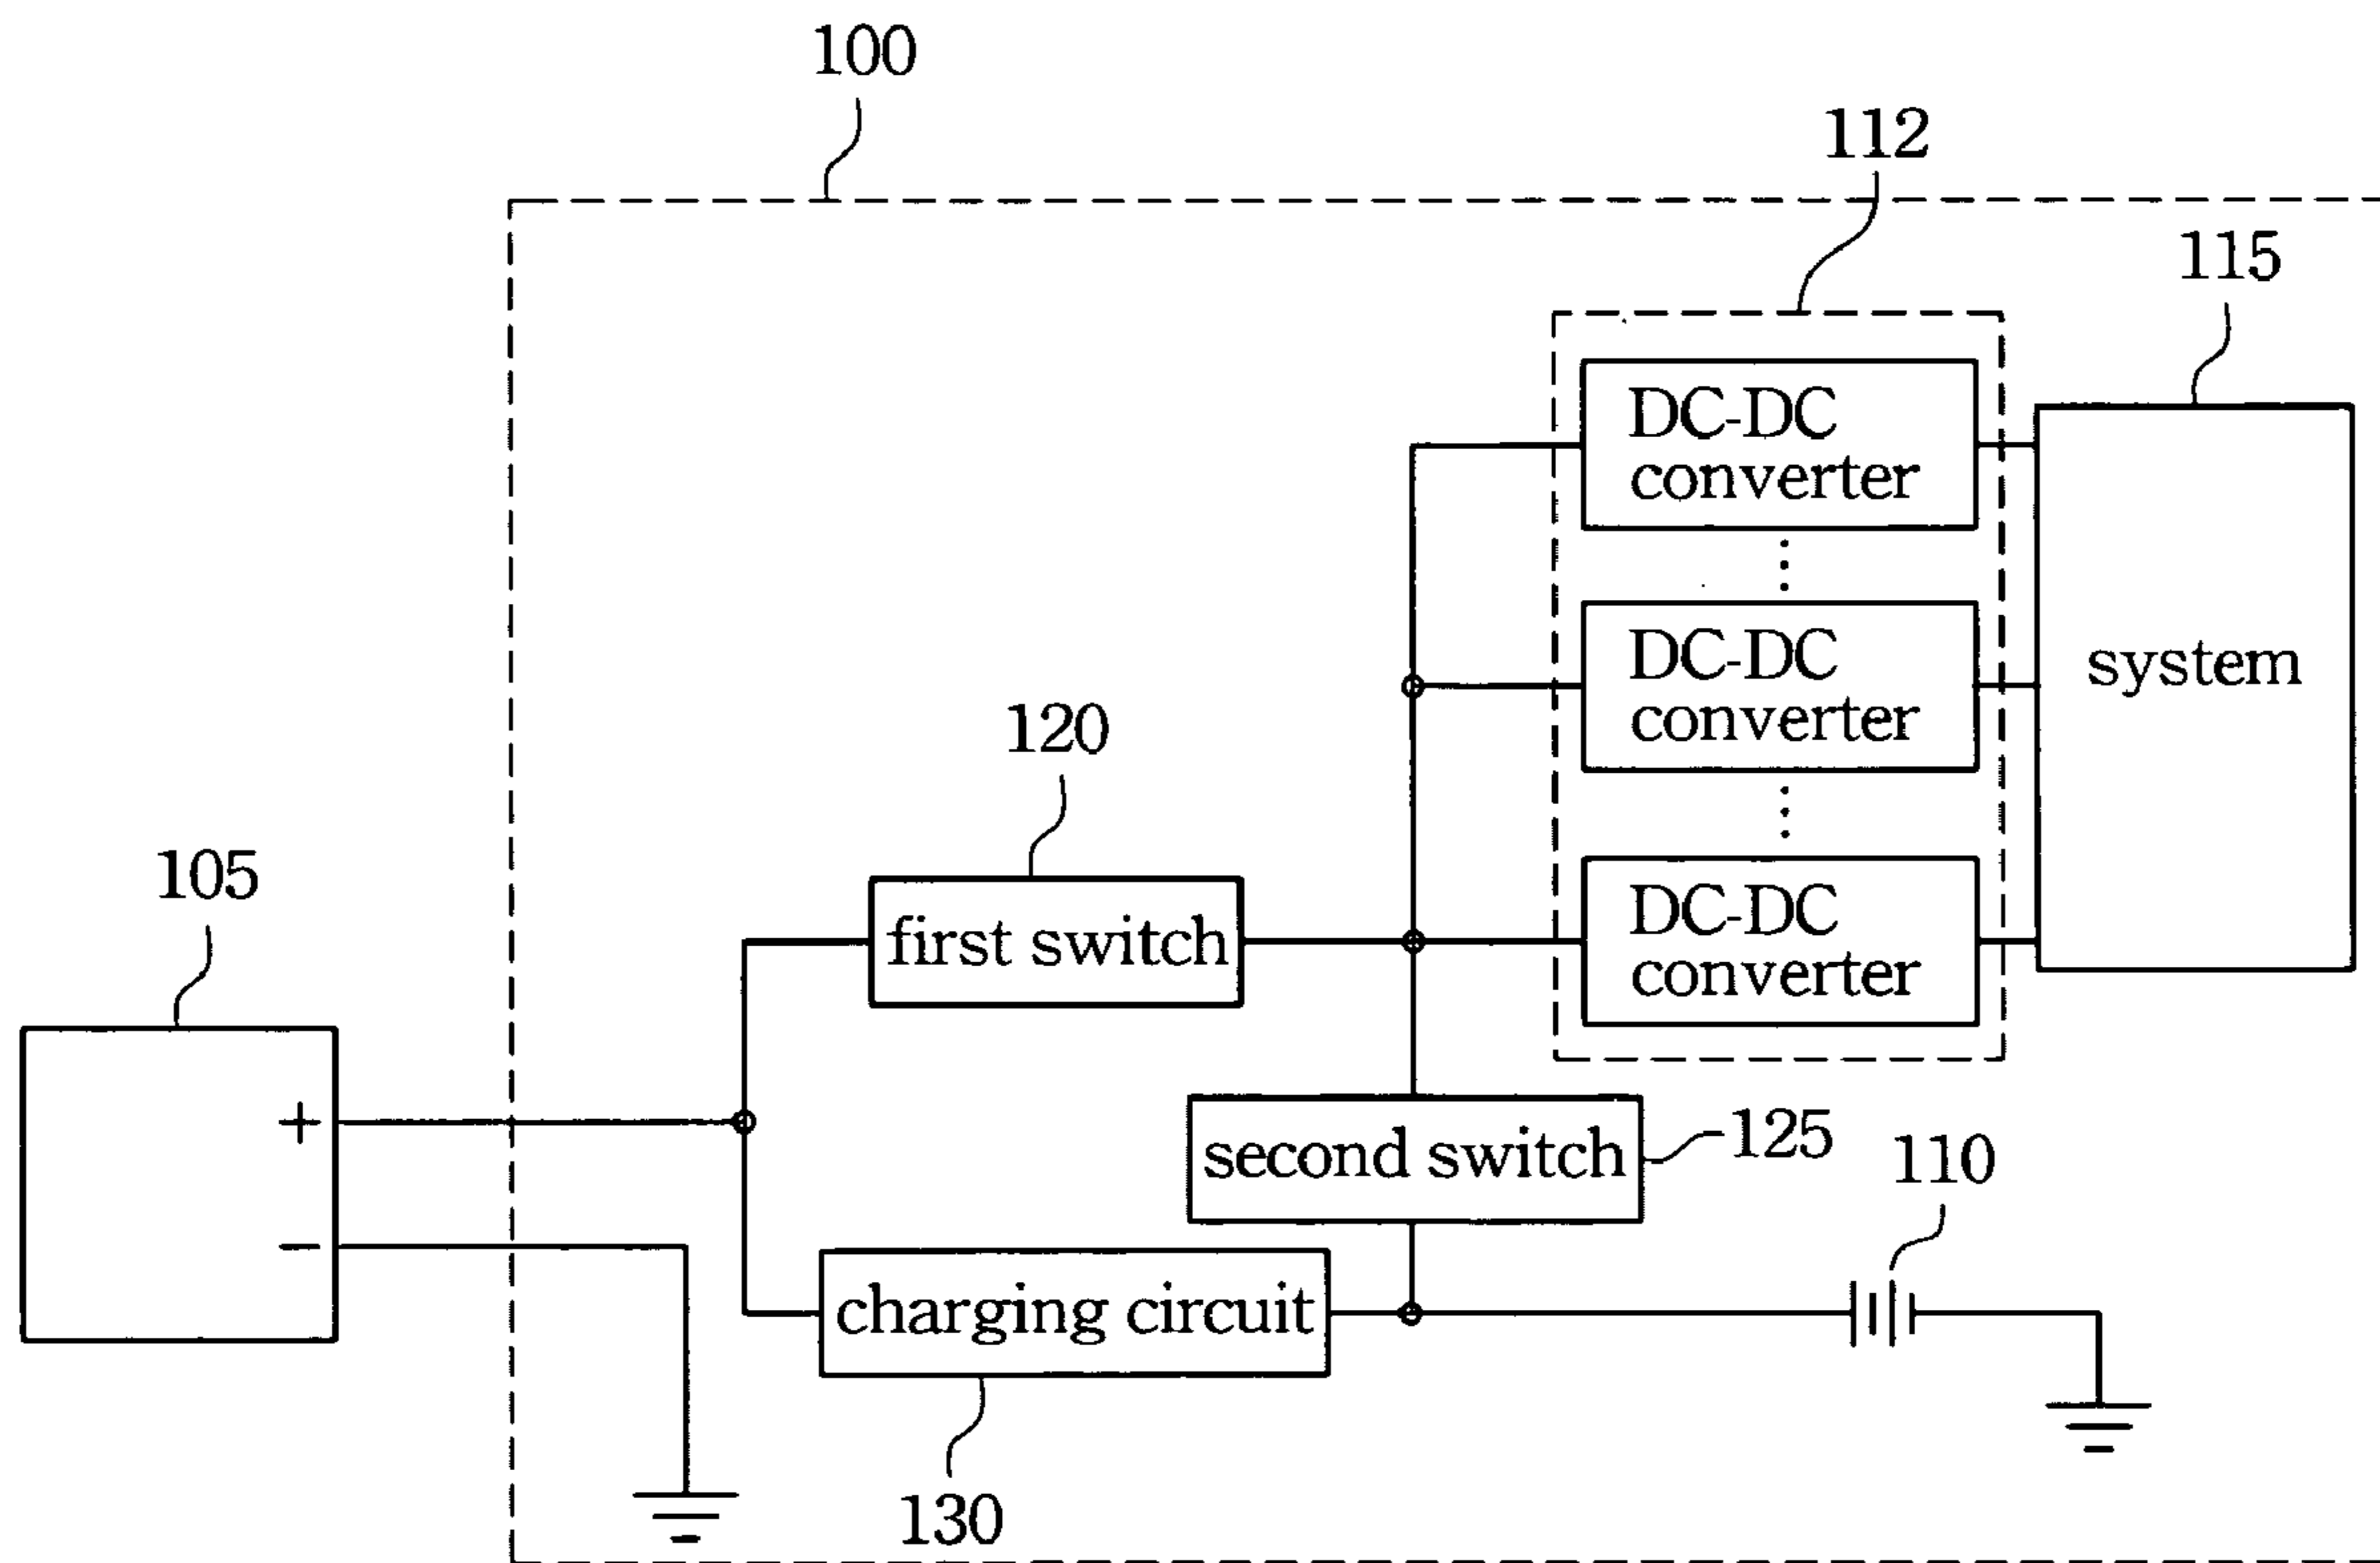 100
112
115
DC-DC
converter
DC-DC
converter
system
120
105
first switch
DC-DC
converter
+
second switch
125
110
−
charging circuit
130